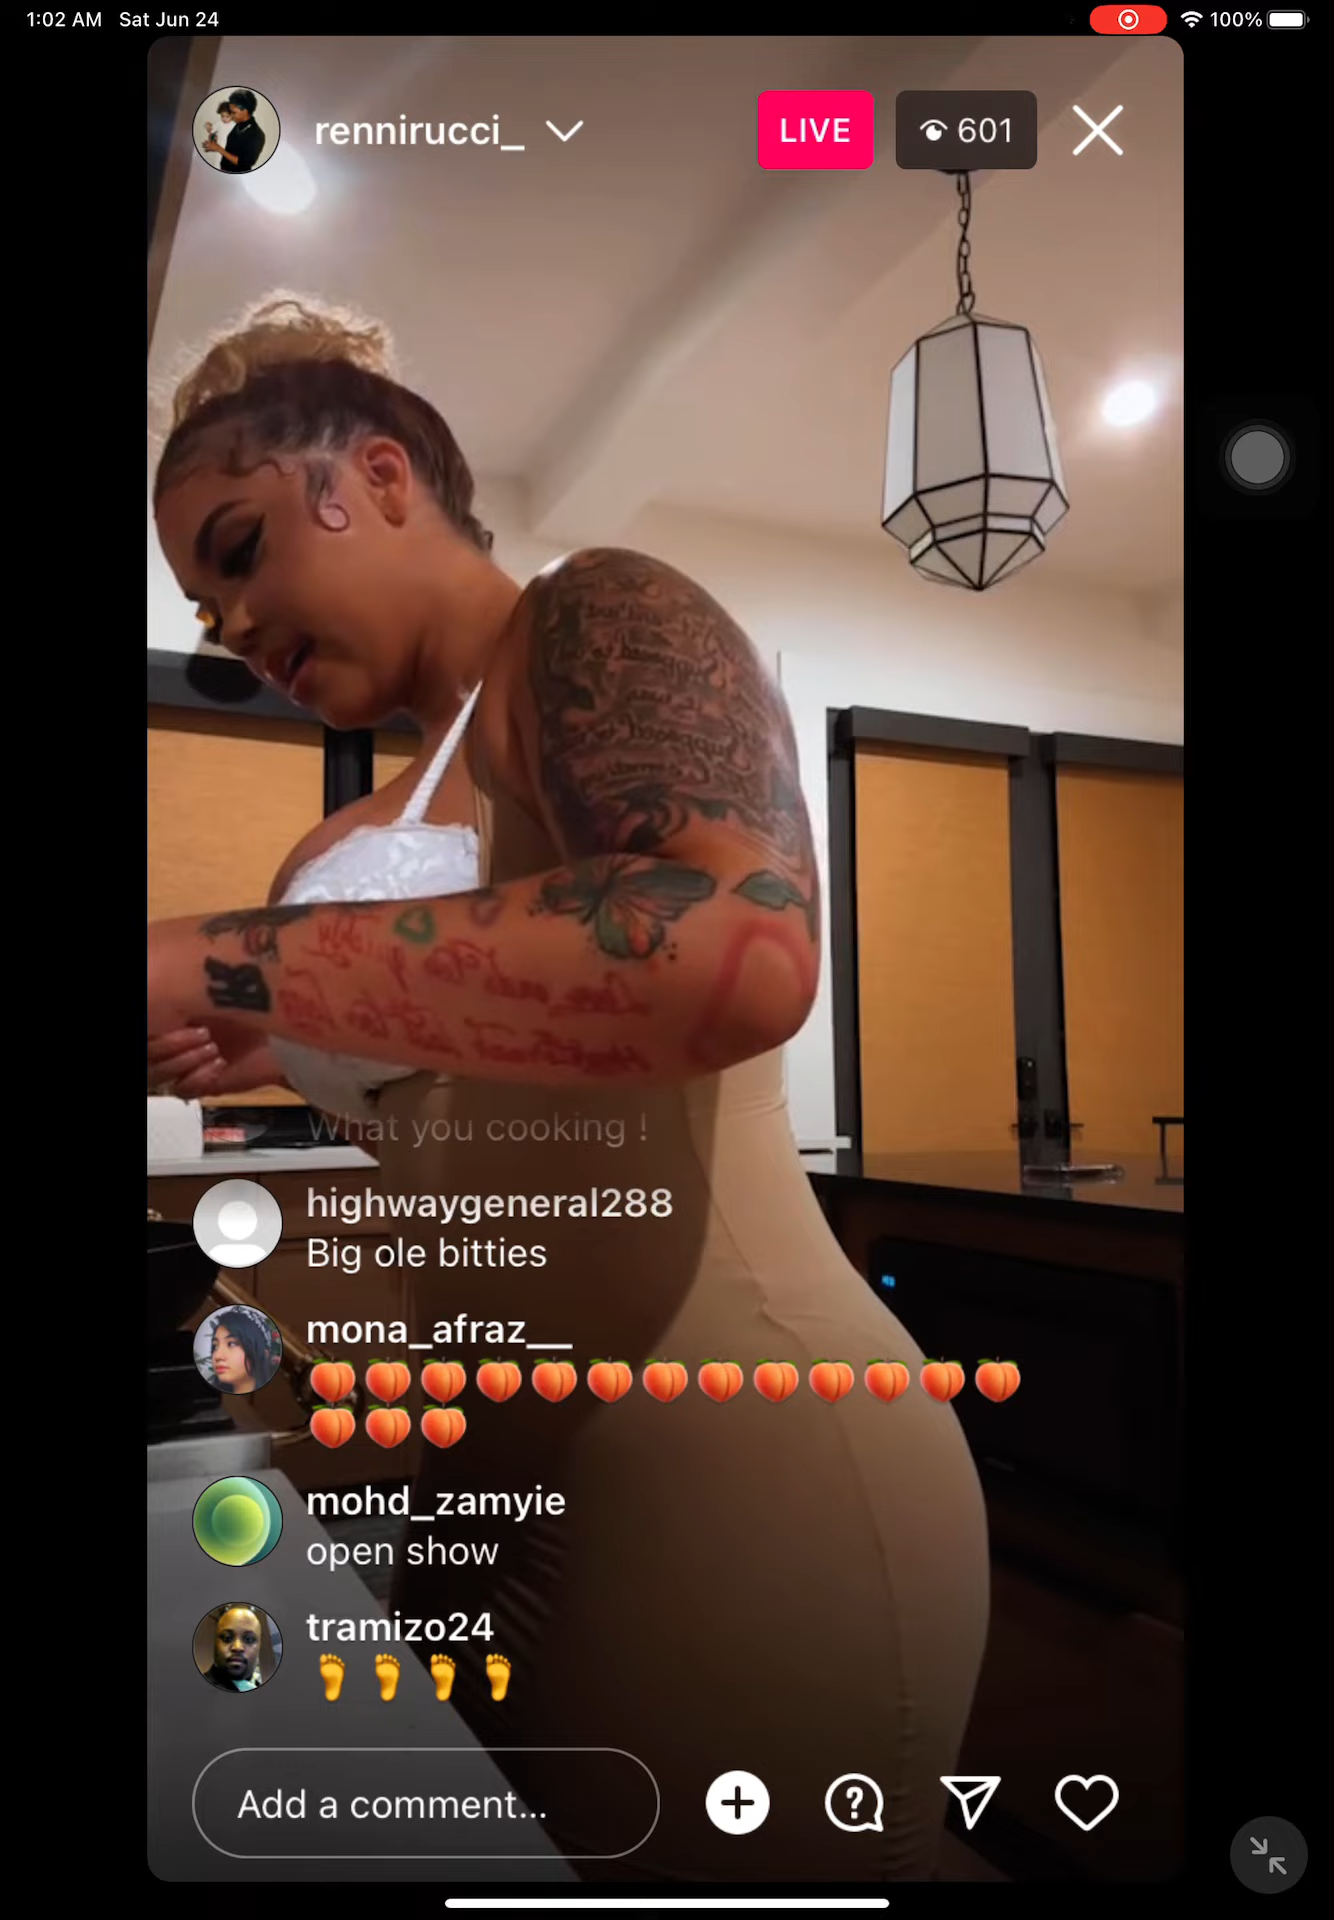 1:02 AM Sat Jun 24
100%
rennirucci_
LIVE
601
What you cooking !
highwaygeneral288
Big ole bitties
mona_afraz__
🍑🍑🍑🍑🍑🍑🍑🍑🍑🍑🍑🍑🍑
🍑🍑🍑
mohd_zamyie
open show
tramizo24
🦶🦶🦶🦶
Add a comment...